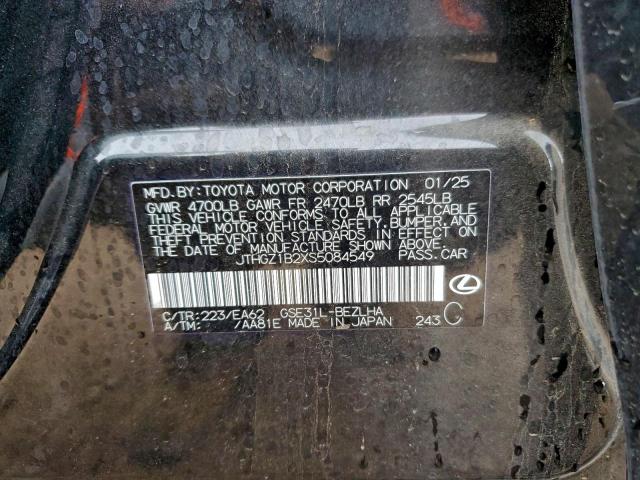 MFD.BY:TOYOTA MOTOR CORPORATION 01/25
GVWR 4700LB GAWR FR 2470LB RR 2545LB
THIS VEHICLE CONFORMS TO ALL APPLICABLE
FEDERAL MOTOR VEHICLE SAFETY, BUMPER, AND
THEFT PREVENTION STANDARDS IN EFFECT ON
THE DATE OF MANUFACTURE SHOWN ABOVE.
JTHGZ1B2XS5084549 PASS.CAR
C/TR:223/EA62 GSE31L-BEZLHA
A/TM: /AA81E MADE IN JAPAN 243 C